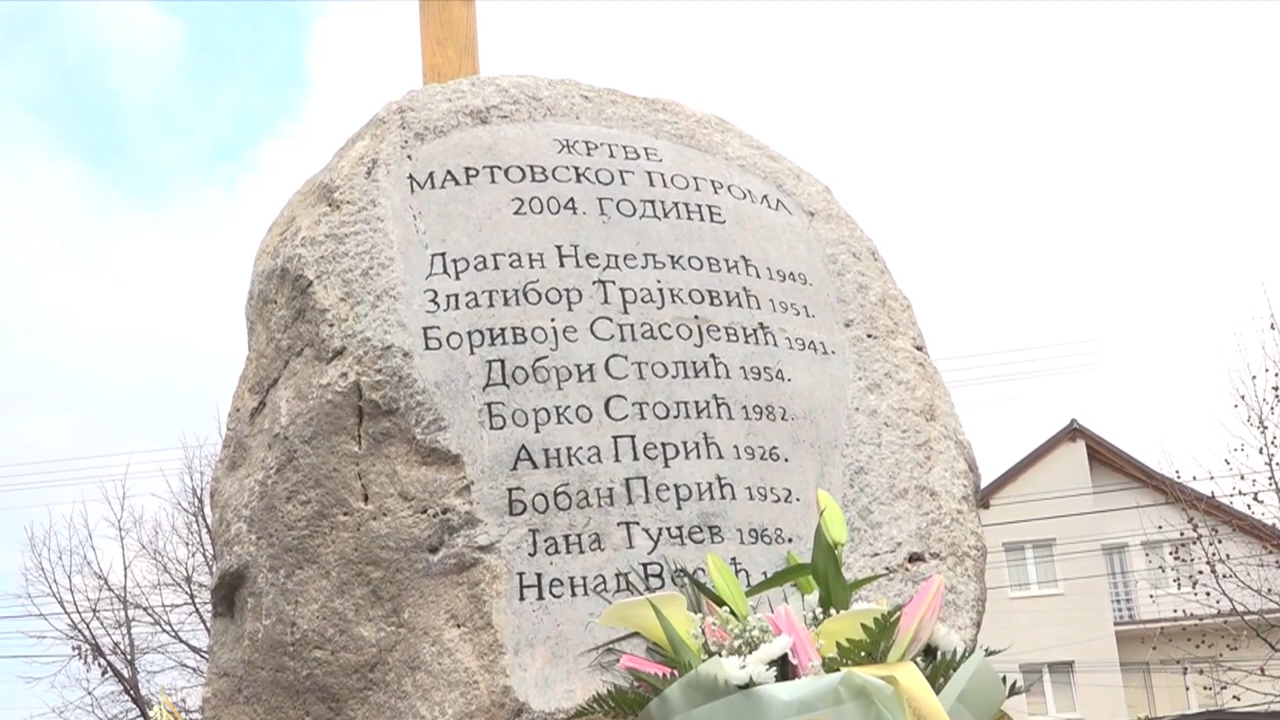 ЖРТВЕ
МАРТОВСКОГ ПОГРОМА
2004. ГОДИНЕ
Драган Недељковић 1949.
Златибор Трајковић 1951.
Боривоје Спасојевић 1941.
Добри Столић 1954.
Борко Столић 1982.
Анка Перић 1926.
Бобан Перић 1952.
Јана Тучев 1968.
Ненад